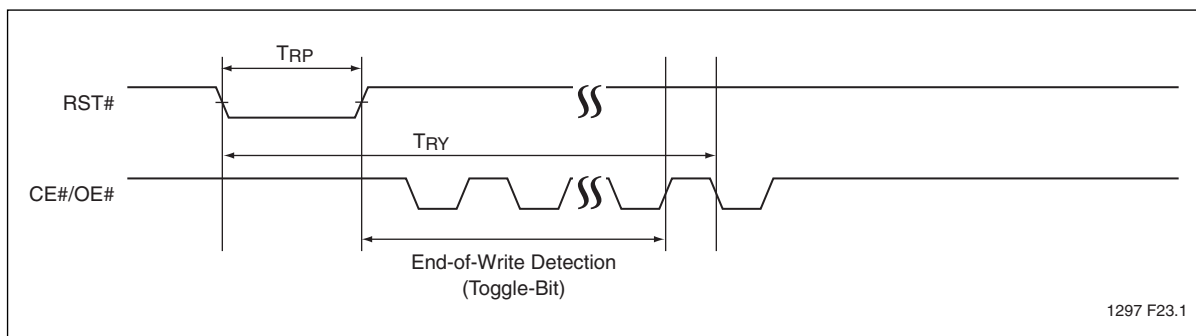 TRP
RST#
TRY
CE#/OE#
End-of-Write Detection
(Toggle-Bit)
1297 F23.1